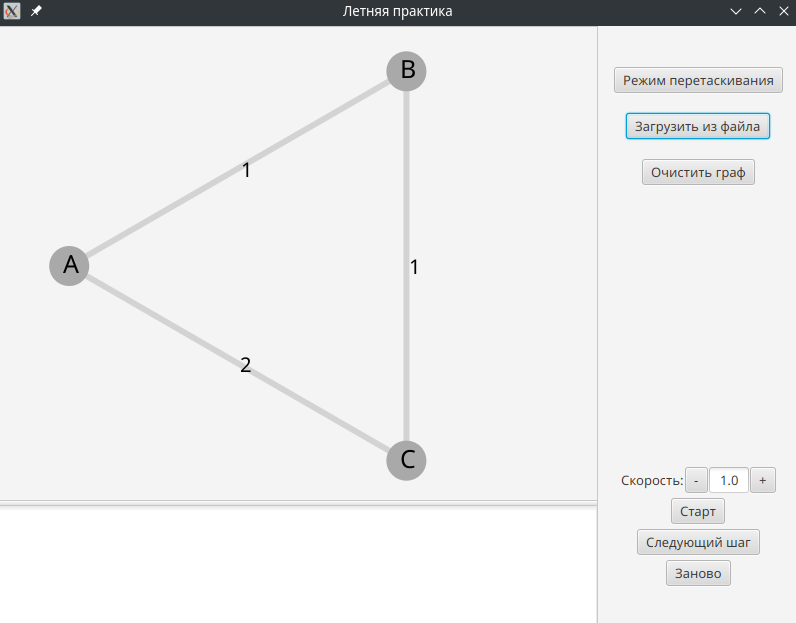 Летняя практика
B
1
A
1
2
C
Режим перетаскивания
Загрузить из файла
Очистить граф
Скорость: - 1.0 +
Старт
Следующий шаг
Заново